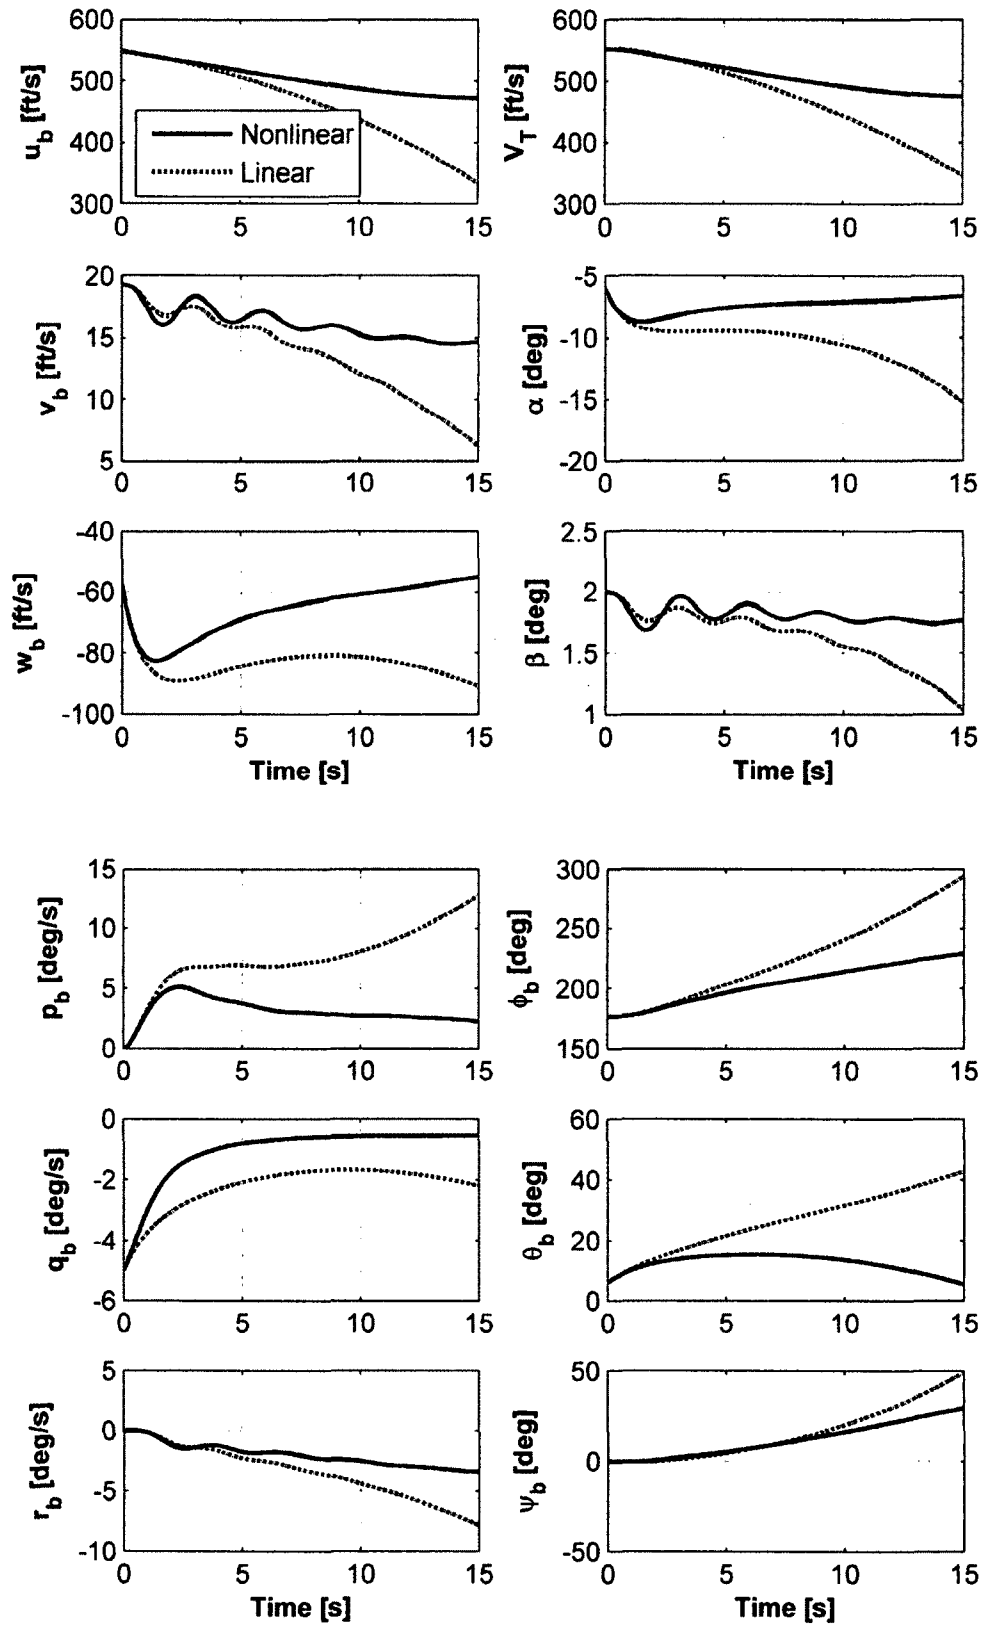 600
500
400
300
u_b [ft/s]
Nonlinear
Linear
0 5 10 15
600
500
400
300
V_T [ft/s]
0 5 10 15
20
15
10
5
v_b [ft/s]
0 5 10 15
-5
-10
-15
-20
α [deg]
0 5 10 15
-40
-60
-80
-100
w_b [ft/s]
0 5 10 15
Time [s]
2.5
2
1.5
1
β [deg]
0 5 10 15
Time [s]
15
10
5
0
p_b [deg/s]
0 5 10 15
300
250
200
150
ϕ_b [deg]
0 5 10 15
0
-2
-4
-6
q_b [deg/s]
0 5 10 15
60
40
20
0
θ_b [deg]
0 5 10 15
5
0
-5
-10
r_b [deg/s]
0 5 10 15
Time [s]
50
0
-50
ψ_b [deg]
0 5 10 15
Time [s]